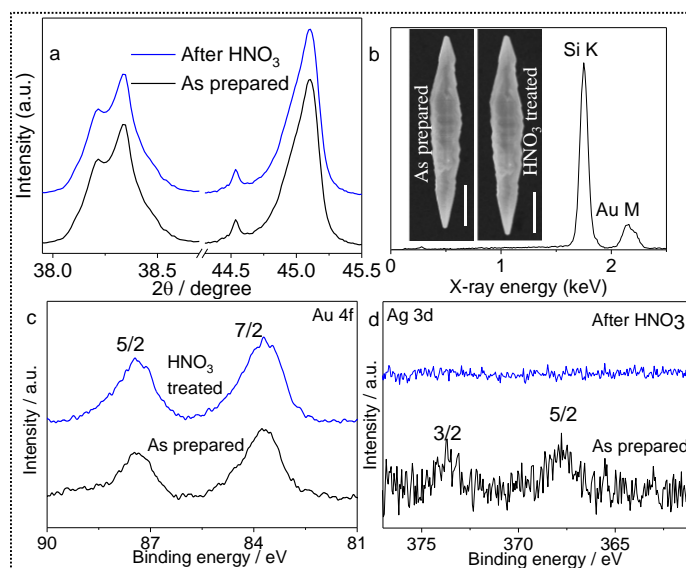 a
After HNO3
As prepared
Intensity (a.u.)
38.0 38.5 44.5 45.0 45.5
2θ / degree
b
As prepared
HNO3 treated
Si K
Au M
0 1 2
X-ray energy (keV)
c
Au 4f
5/2
7/2
HNO3
treated
As prepared
Intensity / a.u.
90 87 84 81
Binding energy / eV
d
Ag 3d
After HNO3
3/2
5/2
As prepared
Intensity / a.u.
375 370 365
Binding energy / eV